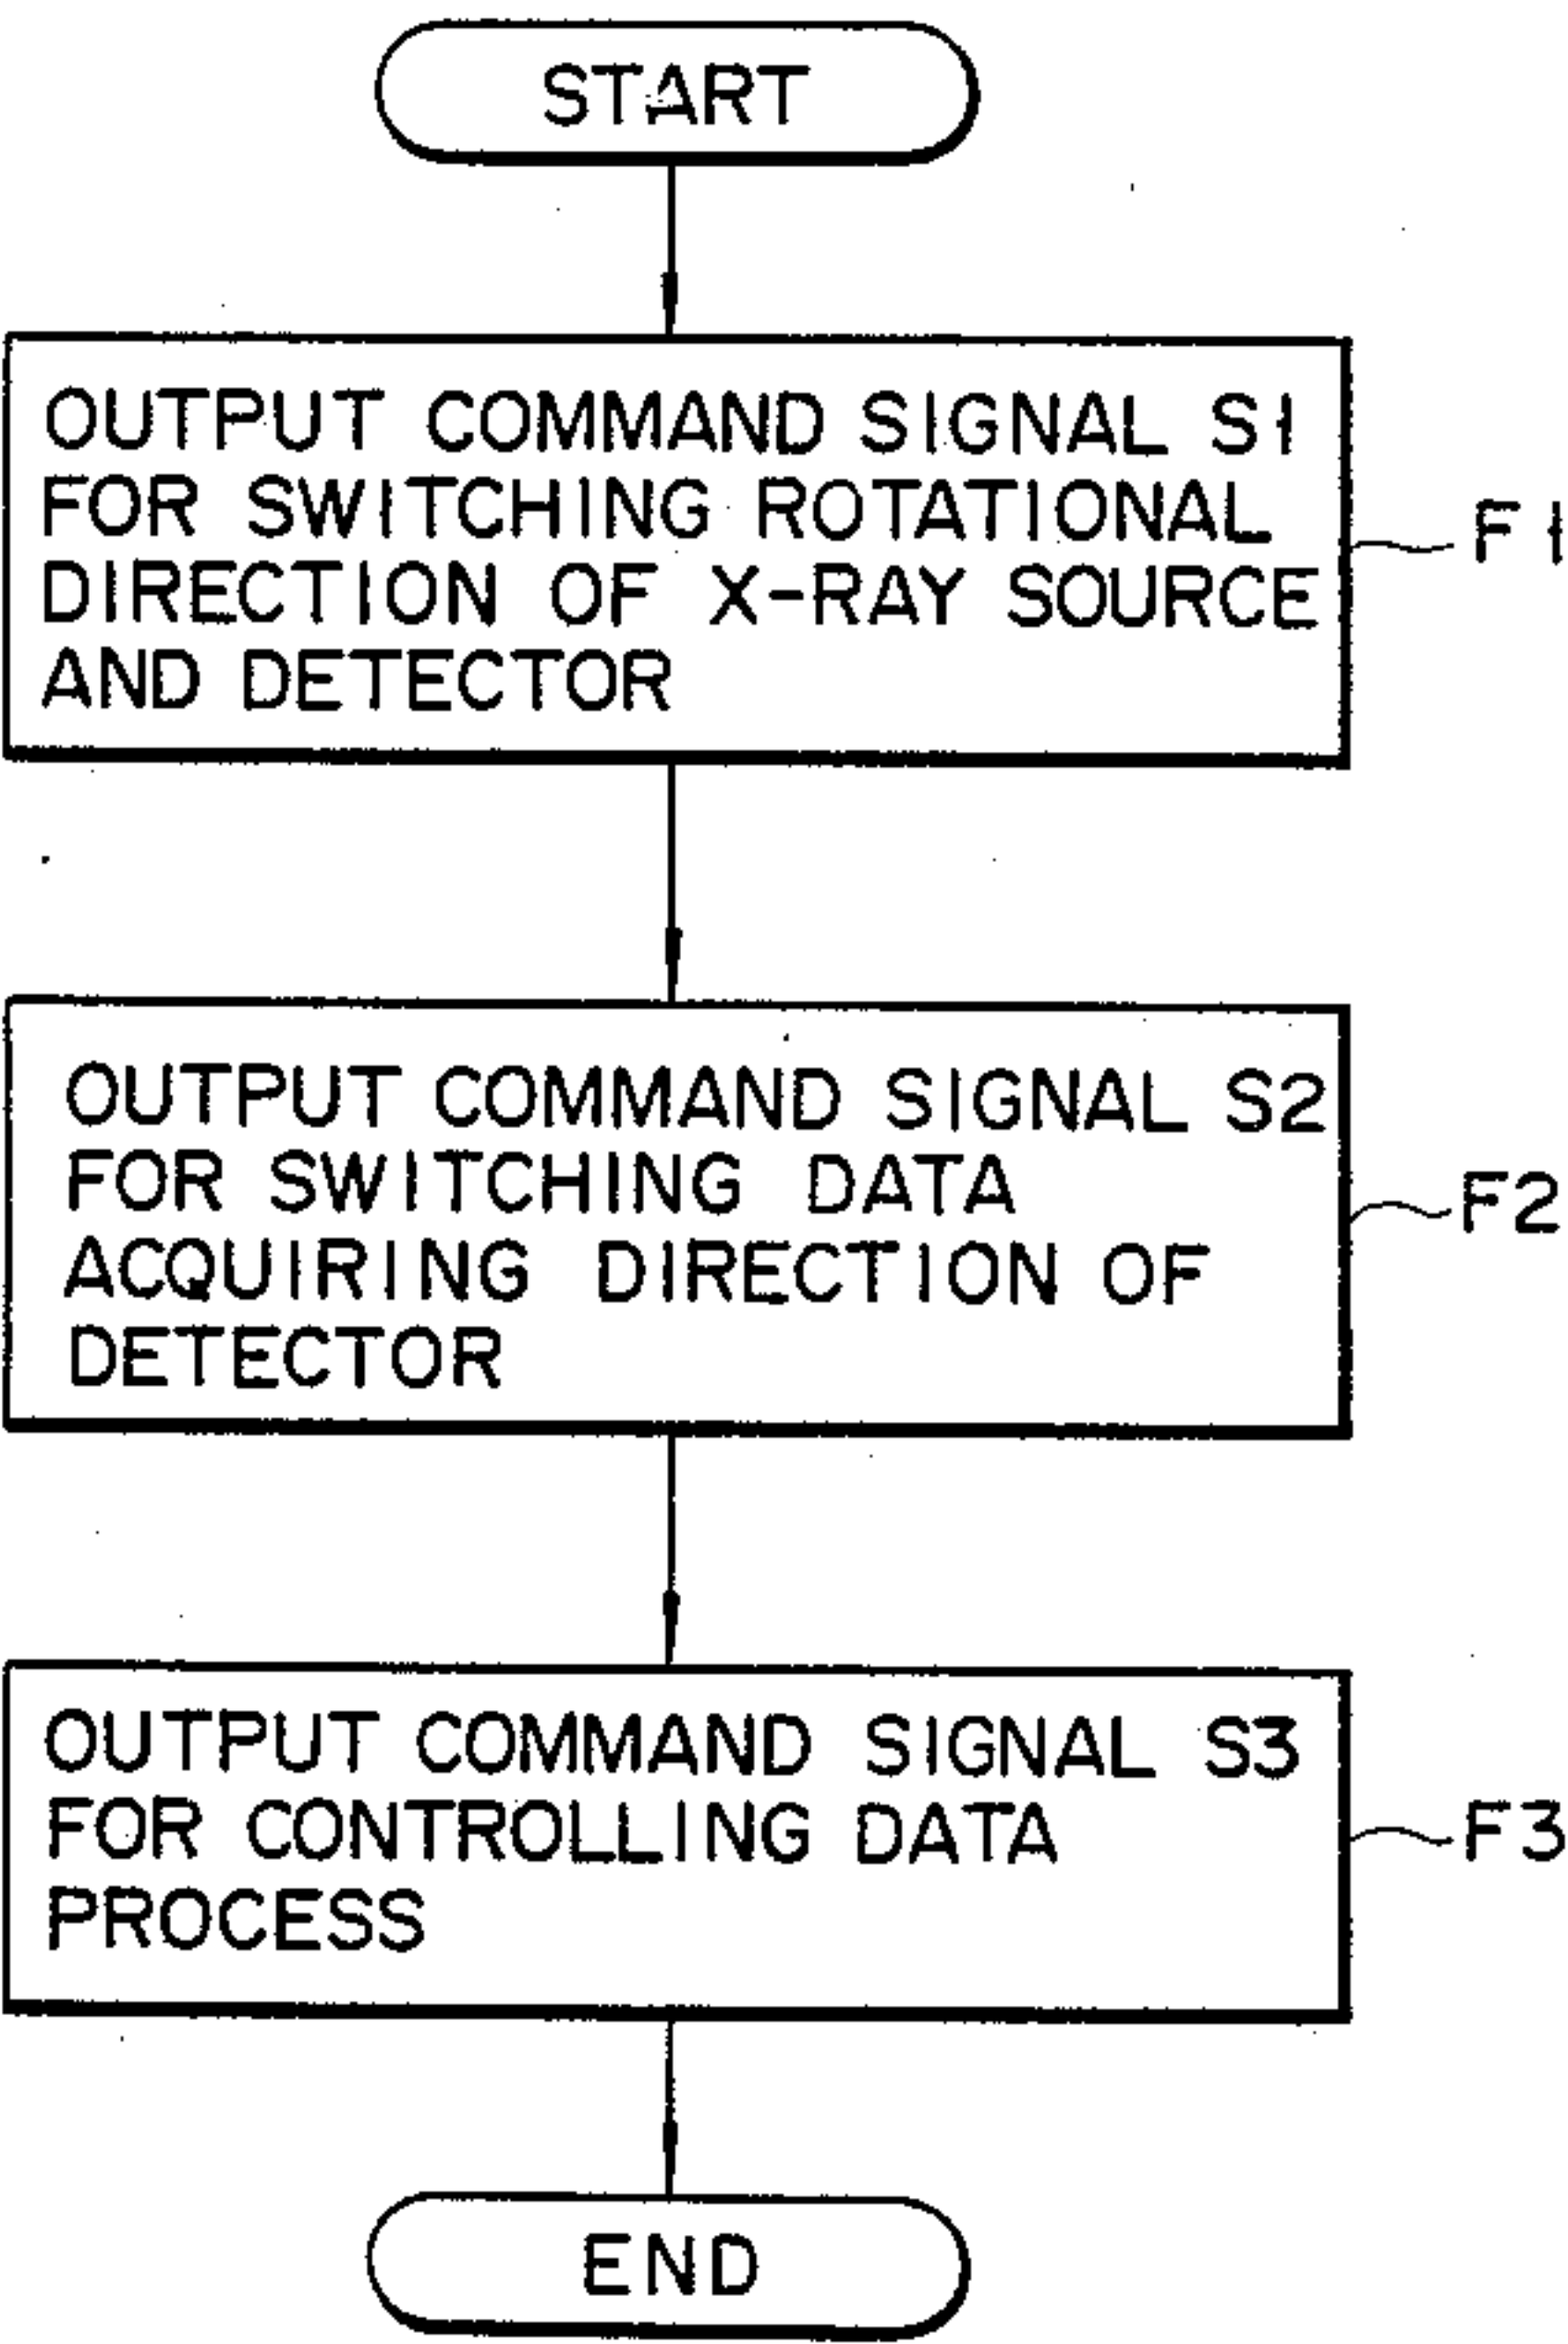 START
OUTPUT COMMAND SIGNAL S1
FOR SWITCHING ROTATIONAL
DIRECTION OF X-RAY SOURCE
AND DETECTOR
F1
OUTPUT COMMAND SIGNAL S2
FOR SWITCHING DATA
ACQUIRING DIRECTION OF
DETECTOR
F2
OUTPUT COMMAND SIGNAL S3
FOR CONTROLLING DATA
PROCESS
F3
END